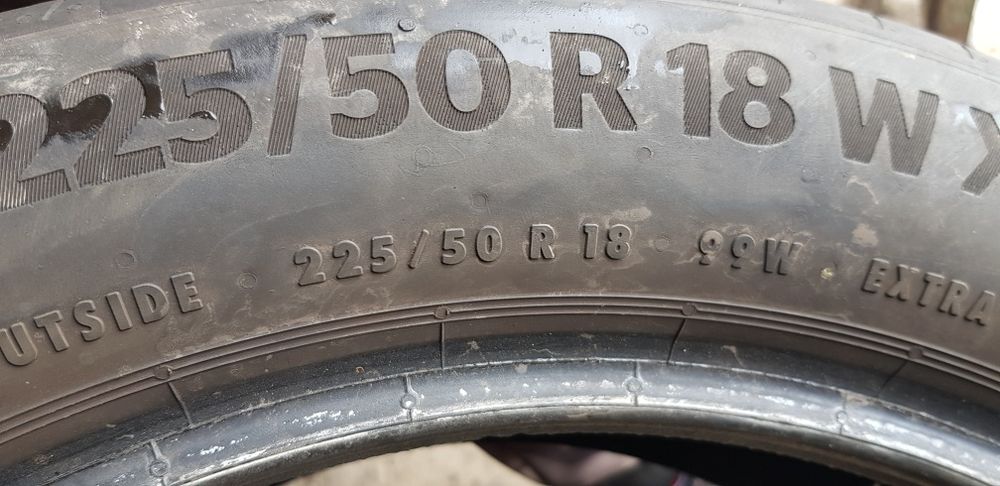 225/50 R 18 W X
UTSIDE 225/50 R 18 99W EXTRA